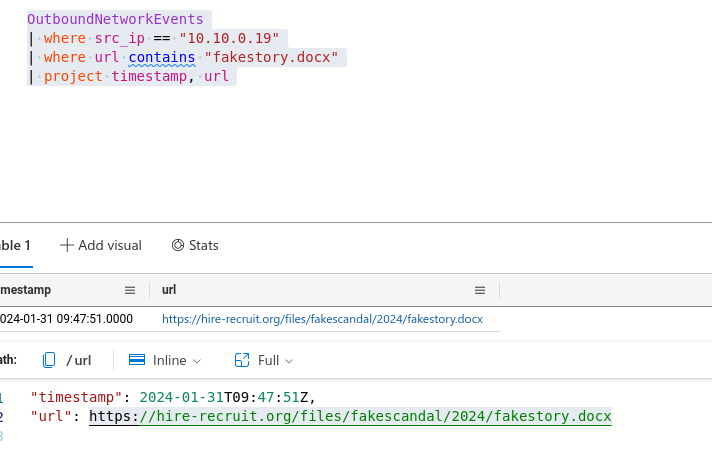 OutboundNetworkEvents
| where src_ip == "10.10.0.19"
| where url contains "fakestory.docx"
| project timestamp, url
ble 1 Add visual Stats
mestamp url
024-01-31 09:47:51.0000 https://hire-recruit.org/files/fakescandal/2024/fakestory.docx
ath: /url Inline Full
1 "timestamp": 2024-01-31T09:47:51Z,
2 "url": https://hire-recruit.org/files/fakescandal/2024/fakestory.docx
3